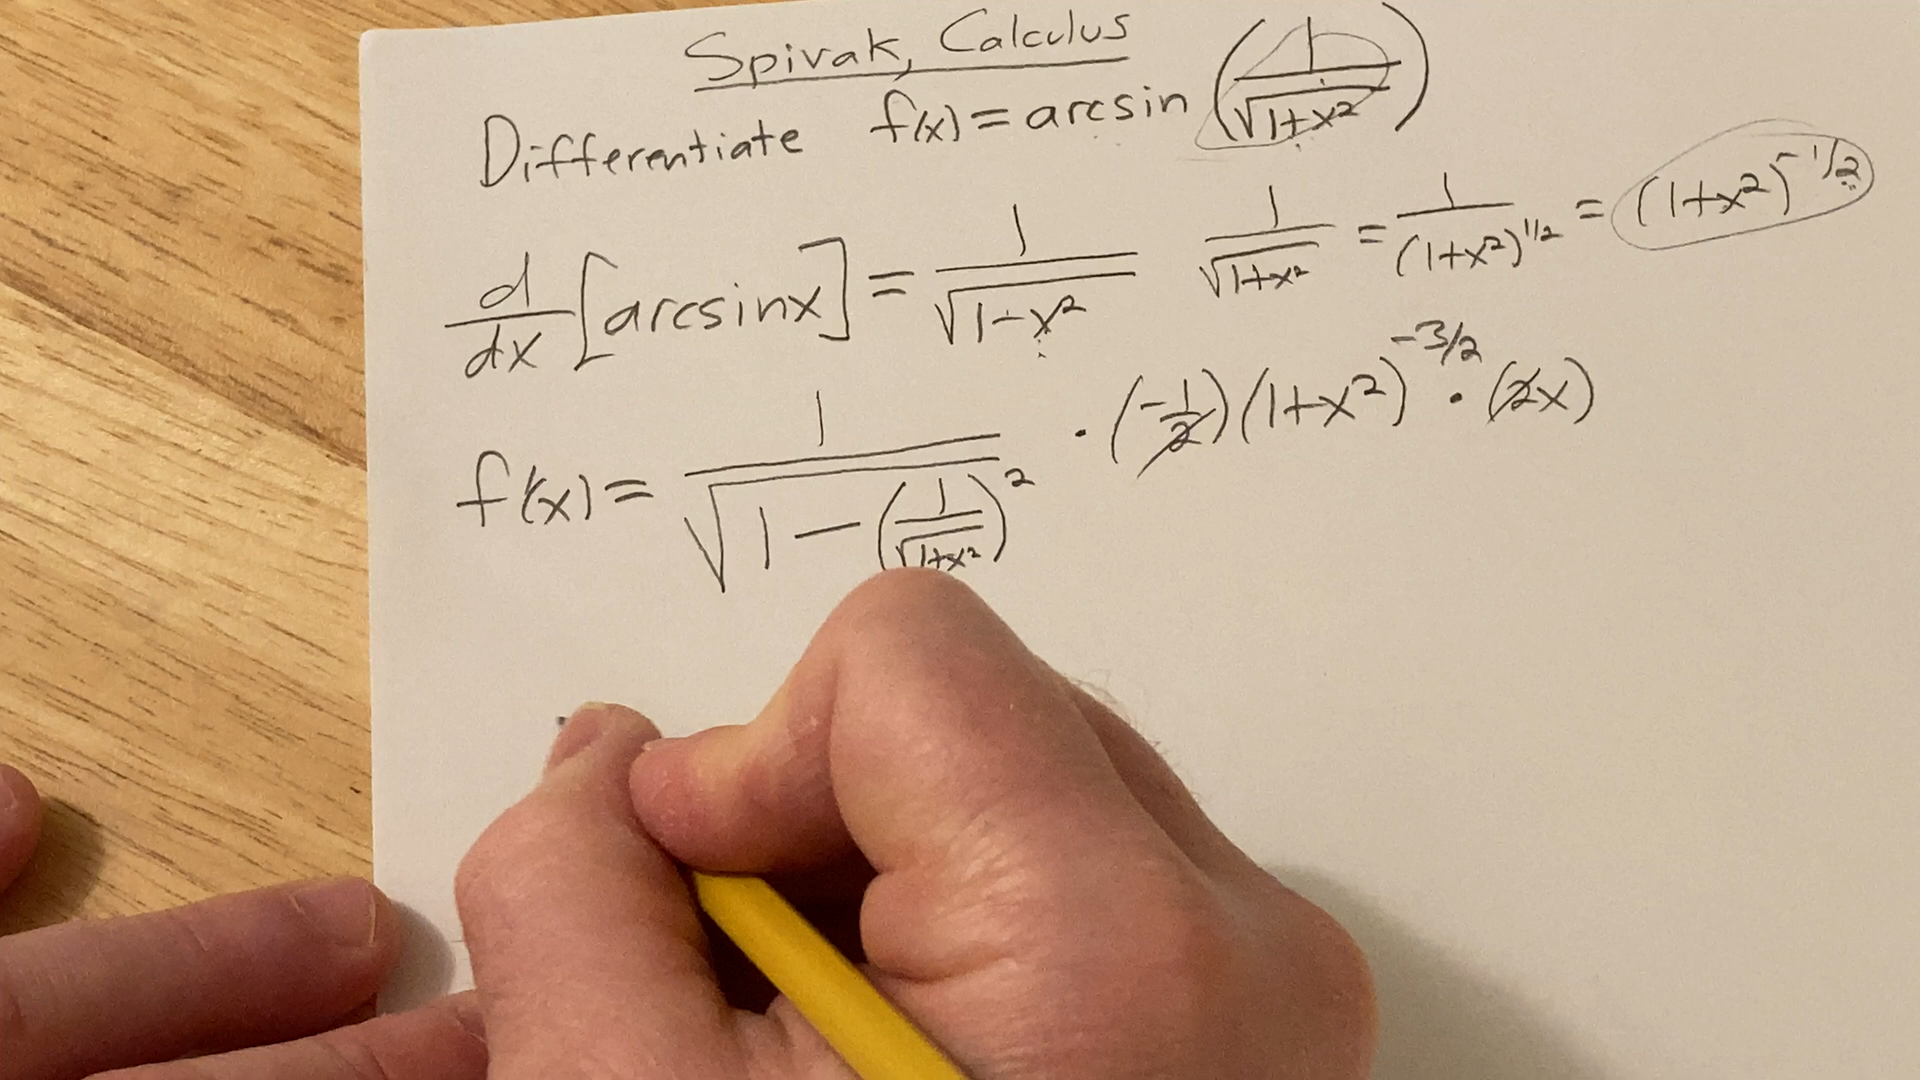 Spivak, Calculus
Differentiate f(x) = arcsin (1/√(1+x²))
d/dx [arcsinx] = 1/√(1-x²)
1/√(1+x²) = 1/(1+x²)^1/2 = (1+x²)^-1/2
f'(x) = 1/√(1-(1/√(1+x²))²) · (-1/2)(1+x²)^-3/2 · (2x)